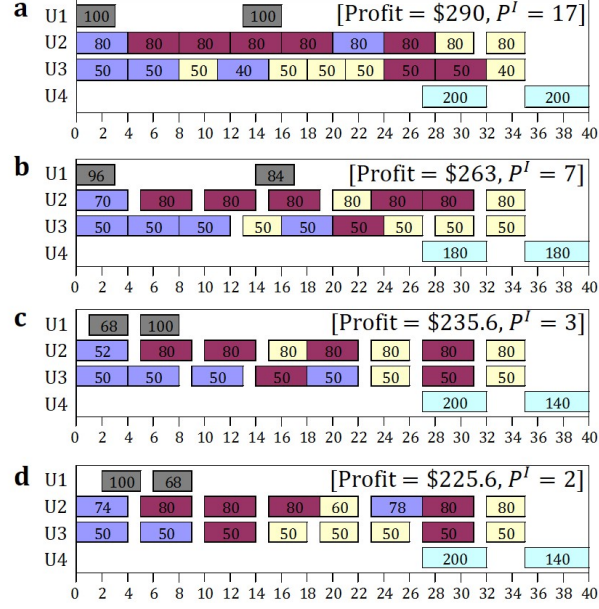 a
U1 100 100 [Profit = $290, P^I = 17]
U2 80 80 80 80 80 80 80 80 80
U3 50 50 50 40 50 50 50 50 50 40
U4 200 200
0 2 4 6 8 10 12 14 16 18 20 22 24 26 28 30 32 34 36 38 40
b
U1 96 84 [Profit = $263, P^I = 7]
U2 70 80 80 80 80 80 80 80
U3 50 50 50 50 50 50 50 50 50
U4 180 180
0 2 4 6 8 10 12 14 16 18 20 22 24 26 28 30 32 34 36 38 40
c
U1 68 100 [Profit = $235.6, P^I = 3]
U2 52 80 80 80 80 80 80 80
U3 50 50 50 50 50 50 50 50
U4 200 140
0 2 4 6 8 10 12 14 16 18 20 22 24 26 28 30 32 34 36 38 40
d
U1 100 68 [Profit = $225.6, P^I = 2]
U2 74 80 80 80 60 78 80 80
U3 50 50 50 50 50 50 50 50
U4 200 140
0 2 4 6 8 10 12 14 16 18 20 22 24 26 28 30 32 34 36 38 40